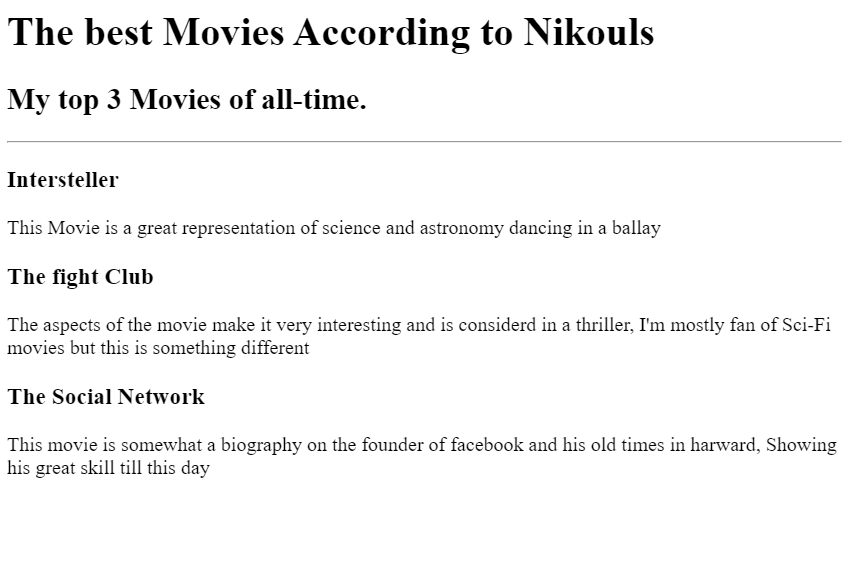 The best Movies According to Nikouls
My top 3 Movies of all-time.
Intersteller
This Movie is a great representation of science and astronomy dancing in a ballay
The fight Club
The aspects of the movie make it very interesting and is considerd in a thriller, I'm mostly fan of Sci-Fi
movies but this is something different
The Social Network
This movie is somewhat a biography on the founder of facebook and his old times in harward, Showing
his great skill till this day